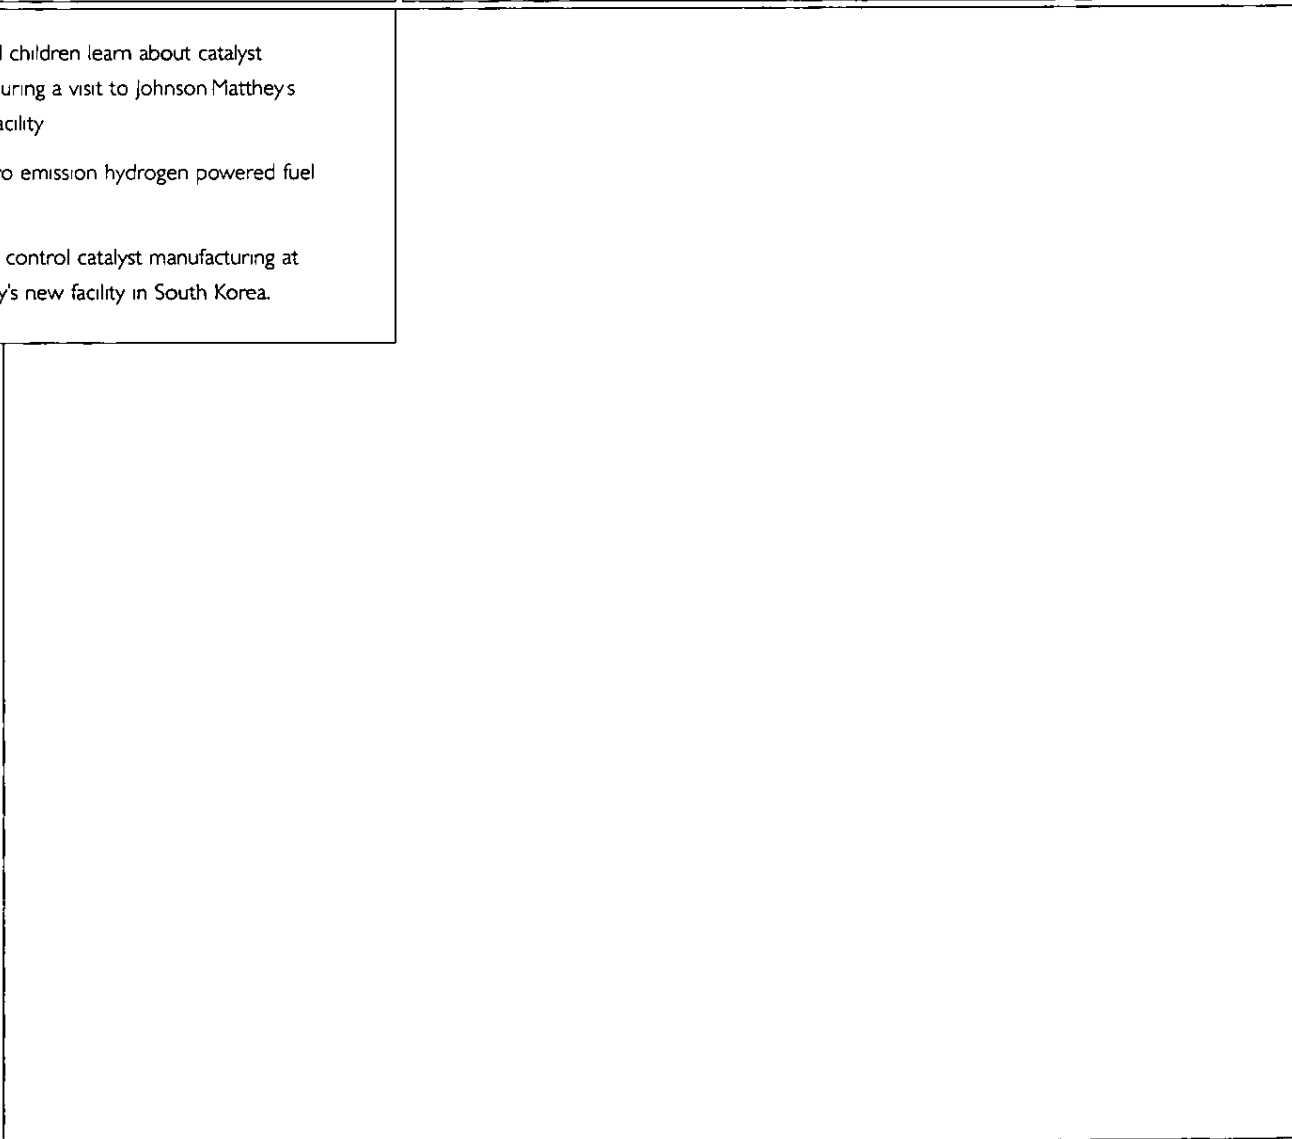 children learn about catalyst
uring a visit to Johnson Mattheys
acility
o emission hydrogen powered fuel
control catalyst manufacturing at
y's new facility in South Korea.